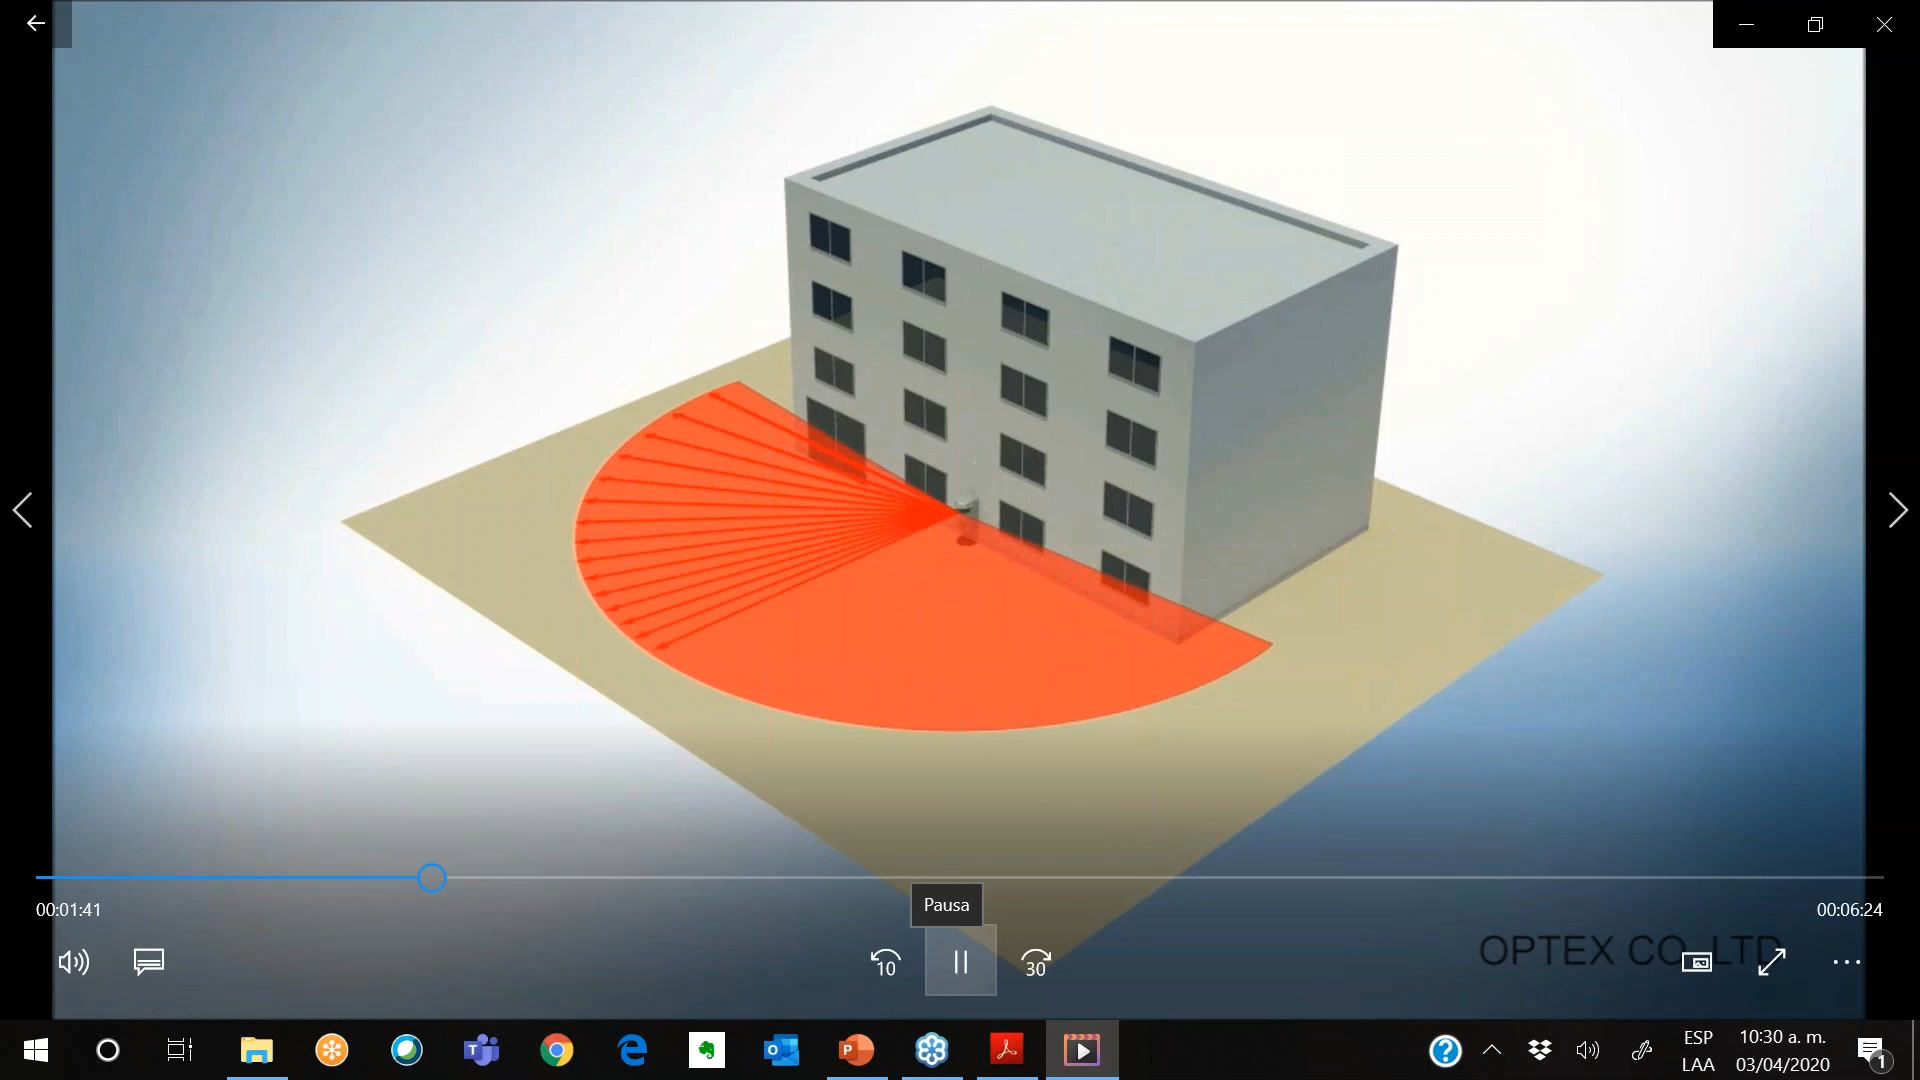 00:01:41
Pausa
00:06:24
10
30
OPTEX CO.,LTD
T
P
ESP
LAA
10:30 a. m.
03/04/2020
1